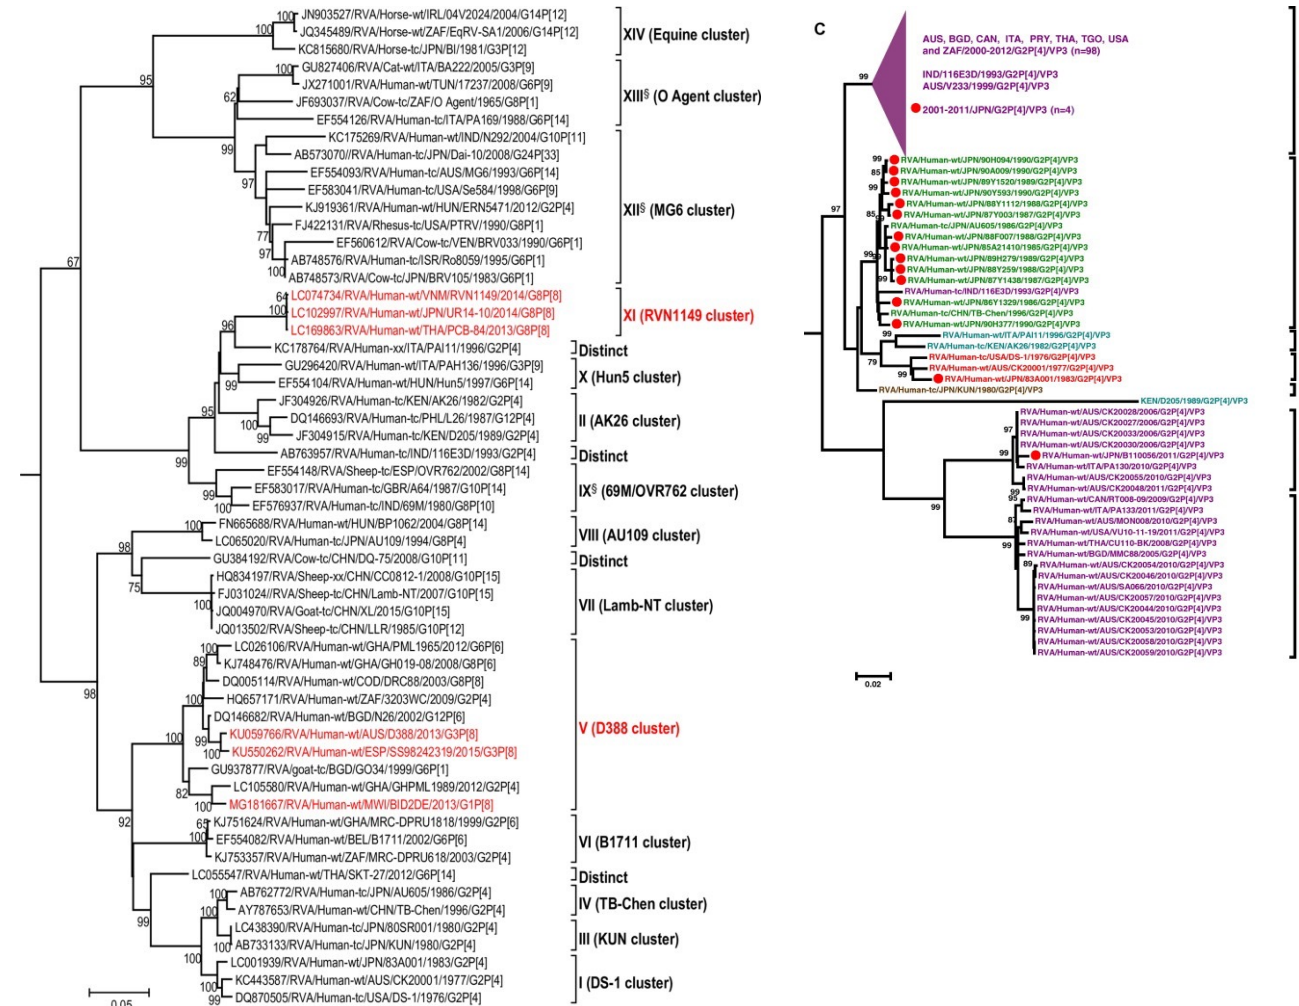 JN903527/RVA/Horse-wt/IRL/04V2024/2004/G14P[12]
100
100
JQ345489/RVA/Horse-wt/ZAF/EqRV-SA1/2006/G14P[12]
XIV (Equine cluster)
KC815680/RVA/Horse-tc/JPN/BI/1981/G3P[12]
95
GU827406/RVA/Cat-wt/ITA/BA222/2005/G3P[9]
100
JX271001/RVA/Human-wt/TUN/17237/2008/G6P[9]
62
XIII§ (O Agent cluster)
JF693037/RVA/Cow-tc/ZAF/O Agent/1965/G8P[1]
EF554126/RVA/Human-tc/ITA/PA169/1988/G6P[14]
99
KC175269/RVA/Human-wt/IND/N292/2004/G10P[11]
AB573070//RVA/Human-tc/JPN/Dai-10/2008/G24P[33]
EF554093/RVA/Human-tc/AUS/MG6/1993/G6P[14]
97
EF583041/RVA/Human-tc/USA/Se584/1998/G6P[9]
KJ919361/RVA/Human-wt/HUN/ERN5471/2012/G2P[4]
XII§ (MG6 cluster)
FJ422131/RVA/Rhesus-tc/USA/PTRV/1990/G8P[1]
77
EF560612/RVA/Cow-tc/VEN/BRV033/1990/G6P[1]
97
AB748576/RVA/Human-tc/ISR/Ro8059/1995/G6P[1]
67
100
AB748573/RVA/Cow-tc/JPN/BRV105/1983/G6P[1]
64
LC074734/RVA/Human-wt/VNM/RVN1149/2014/G8P[8]
100
LC102997/RVA/Human-wt/JPN/UR14-10/2014/G8P[8]
XI (RVN1149 cluster)
96
LC169863/RVA/Human-wt/THA/PCB-84/2013/G8P[8]
KC178764/RVA/Human-xx/ITA/PAI11/1996/G2P[4]
Distinct
GU296420/RVA/Human-wt/ITA/PAH136/1996/G3P[9]
X (Hun5 cluster)
99
EF554104/RVA/Human-wt/HUN/Hun5/1997/G6P[14]
JF304926/RVA/Human-tc/KEN/AK26/1982/G2P[4]
95
DQ146693/RVA/Human-tc/PHL/L26/1987/G12P[4]
II (AK26 cluster)
100
99
JF304915/RVA/Human-tc/KEN/D205/1989/G2P[4]
AB763957/RVA/Human-tc/IND/116E3D/1993/G2P[4]
Distinct
99
EF554148/RVA/Sheep-tc/ESP/OVR762/2002/G8P[14]
EF583017/RVA/Human-tc/GBR/A64/1987/G10P[14]
IX§ (69M/OVR762 cluster)
99
100
EF576937/RVA/Human-tc/IND/69M/1980/G8P[10]
FN665688/RVA/Human-wt/HUN/BP1062/2004/G8P[14]
100
VIII (AU109 cluster)
LC065020/RVA/Human-tc/JPN/AU109/1994/G8P[4]
98
GU384192/RVA/Cow-tc/CHN/DQ-75/2008/G10P[11]
Distinct
HQ834197/RVA/Sheep-xx/CHN/CC0812-1/2008/G10P[15]
75
FJ031024//RVA/Sheep-tc/CHN/Lamb-NT/2007/G10P[15]
VII (Lamb-NT cluster)
100
JQ004970/RVA/Goat-tc/CHN/XL/2015/G10P[15]
JQ013502/RVA/Sheep-tc/CHN/LLR/1985/G10P[12]
LC026106/RVA/Human-wt/GHA/PML1965/2012/G6P[6]
100
89
KJ748476/RVA/Human-wt/GHA/GH019-08/2008/G8P[6]
DQ005114/RVA/Human-wt/COD/DRC88/2003/G8P[8]
98
100
HQ657171/RVA/Human-wt/ZAF/3203WC/2009/G2P[4]
DQ146682/RVA/Human-wt/BGD/N26/2002/G12P[6]
V (D388 cluster)
100
99
KU059766/RVA/Human-wt/AUS/D388/2013/G3P[8]
100
KU550262/RVA/Human-wt/ESP/SS98242319/2015/G3P[8]
GU937877/RVA/goat-tc/BGD/GO34/1999/G6P[1]
LC105580/RVA/Human-wt/GHA/GHPML1989/2012/G2P[4]
82
100
MG181667/RVA/Human-wt/MWI/BID2DE/2013/G1P[8]
92
65
KJ751624/RVA/Human-wt/GHA/MRC-DPRU1818/1999/G2P[6]
100
EF554082/RVA/Human-wt/BEL/B1711/2002/G6P[6]
VI (B1711 cluster)
KJ753357/RVA/Human-wt/ZAF/MRC-DPRU618/2003/G2P[4]
LC055547/RVA/Human-wt/THA/SKT-27/2012/G6P[14]
Distinct
100
AB762772/RVA/Human-tc/JPN/AU605/1986/G2P[4]
100
AY787653/RVA/Human-wt/CHN/TB-Chen/1996/G2P[4]
IV (TB-Chen cluster)
99
LC438390/RVA/Human-tc/JPN/80SR001/1980/G2P[4]
III (KUN cluster)
100
AB733133/RVA/Human-tc/JPN/KUN/1980/G2P[4]
100
LC001939/RVA/Human-wt/JPN/83A001/1983/G2P[4]
100
KC443587/RVA/Human-wt/AUS/CK20001/1977/G2P[4]
I (DS-1 cluster)
99
DQ870505/RVA/Human-tc/USA/DS-1/1976/G2P[4]
0.05
C
AUS, BGD, CAN, ITA, PRY, THA, TGO, USA
and ZAF/2000-2012/G2P[4]/VP3 (n=98)
IND/116E3D/1993/G2P[4]/VP3
AUS/V233/1999/G2P[4]/VP3
99
2001-2011/JPN/G2P[4]/VP3 (n=4)
99
RVA/Human-wt/JPN/90H094/1990/G2P[4]/VP3
85
RVA/Human-wt/JPN/90A009/1990/G2P[4]/VP3
RVA/Human-wt/JPN/89Y1520/1989/G2P[4]/VP3
99
RVA/Human-wt/JPN/90Y593/1990/G2P[4]/VP3
RVA/Human-wt/JPN/88Y1112/1988/G2P[4]/VP3
97
85
RVA/Human-wt/JPN/87Y003/1987/G2P[4]/VP3
99
RVA/Human-tc/JPN/AU605/1986/G2P[4]/VP3
RVA/Human-wt/JPN/88F007/1988/G2P[4]/VP3
RVA/Human-wt/JPN/85A21410/1985/G2P[4]/VP3
99
99
RVA/Human-wt/JPN/89H279/1989/G2P[4]/VP3
RVA/Human-wt/JPN/88Y259/1988/G2P[4]/VP3
99
RVA/Human-wt/JPN/87Y1438/1987/G2P[4]/VP3
RVA/Human-tc/IND/116E3D/1993/G2P[4]/VP3
RVA/Human-wt/JPN/86Y1329/1986/G2P[4]/VP3
RVA/Human-tc/CHN/TB-Chen/1996/G2P[4]/VP3
RVA/Human-wt/JPN/90H377/1990/G2P[4]/VP3
99
RVA/Human-wt/ITA/PAI11/1996/G2P[4]/VP3
RVA/Human-tc/KEN/AK26/1982/G2P[4]/VP3
79
RVA/Human-tc/USA/DS-1/1976/G2P[4]/VP3
RVA/Human-wt/AUS/CK20001/1977/G2P[4]/VP3
99
RVA/Human-wt/JPN/83A001/1983/G2P[4]/VP3
RVA/Human-tc/JPN/KUN/1980/G2P[4]/VP3
KEN/D205/1989/G2P[4]/VP3
RVA/Human-wt/AUS/CK20028/2006/G2P[4]/VP3
RVA/Human-wt/AUS/CK20027/2006/G2P[4]/VP3
97
RVA/Human-wt/AUS/CK20033/2006/G2P[4]/VP3
RVA/Human-wt/AUS/CK20030/2006/G2P[4]/VP3
99
RVA/Human-wt/JPN/B110056/2011/G2P[4]/VP3
RVA/Human-wt/ITA/PA130/2010/G2P[4]/VP3
RVA/Human-wt/AUS/CK20055/2010/G2P[4]/VP3
99
RVA/Human-wt/AUS/CK20048/2011/G2P[4]/VP3
95
RVA/Human-wt/CAN/RT008-09/2009/G2P[4]/VP3
99
RVA/Human-wt/ITA/PA133/2011/G2P[4]/VP3
87
RVA/Human-wt/AUS/MON008/2010/G2P[4]/VP3
RVA/Human-wt/USA/VU10-11-19/2011/G2P[4]/VP3
99
RVA/Human-wt/THA/CU110-BK/2008/G2P[4]/VP3
RVA/Human-wt/BGD/MMC88/2005/G2P[4]/VP3
89
RVA/Human-wt/AUS/CK20054/2010/G2P[4]/VP3
RVA/Human-wt/AUS/CK20046/2010/G2P[4]/VP3
RVA/Human-wt/AUS/SA066/2010/G2P[4]/VP3
RVA/Human-wt/AUS/CK20057/2010/G2P[4]/VP3
RVA/Human-wt/AUS/CK20044/2010/G2P[4]/VP3
99
RVA/Human-wt/AUS/CK20045/2010/G2P[4]/VP3
RVA/Human-wt/AUS/CK20053/2010/G2P[4]/VP3
RVA/Human-wt/AUS/CK20058/2010/G2P[4]/VP3
RVA/Human-wt/AUS/CK20059/2010/G2P[4]/VP3
0.02